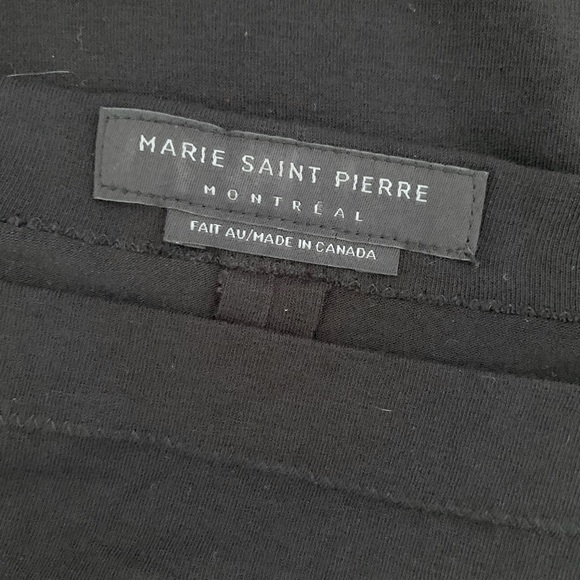 MARIE SAINT PIERRE
MONTRÉAL
FAIT AU/MADE IN CANADA